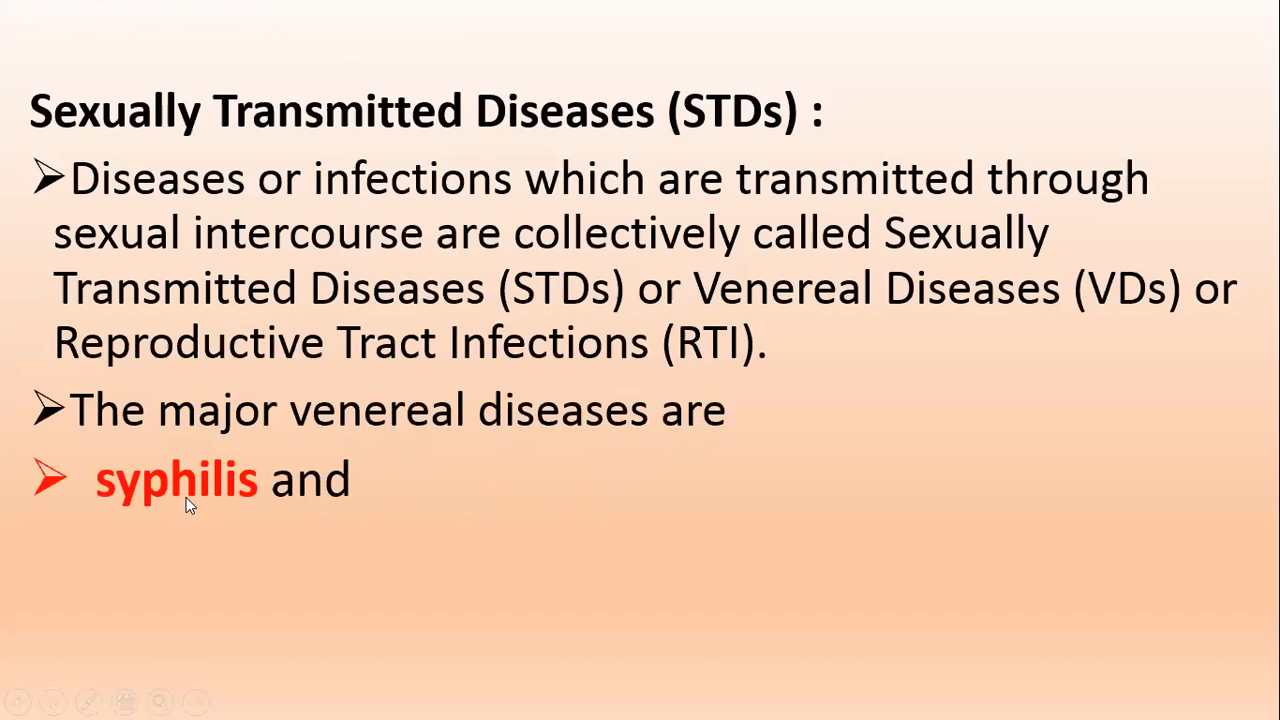 Sexually Transmitted Diseases (STDs) :
➢Diseases or infections which are transmitted through
sexual intercourse are collectively called Sexually
Transmitted Diseases (STDs) or Venereal Diseases (VDs) or
Reproductive Tract Infections (RTI).
➢The major venereal diseases are
➢ syphilis and